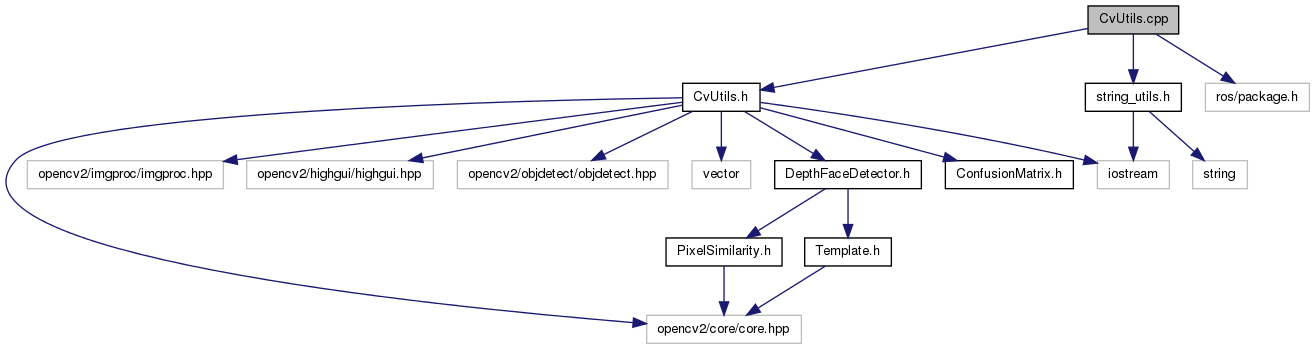 CvUtils.cpp
CvUtils.h
string_utils.h
ros/package.h
opencv2/imgproc/imgproc.hpp
opencv2/highgui/highgui.hpp
opencv2/objdetect/objdetect.hpp
vector
DepthFaceDetector.h
ConfusionMatrix.h
iostream
string
PixelSimilarity.h
Template.h
opencv2/core/core.hpp